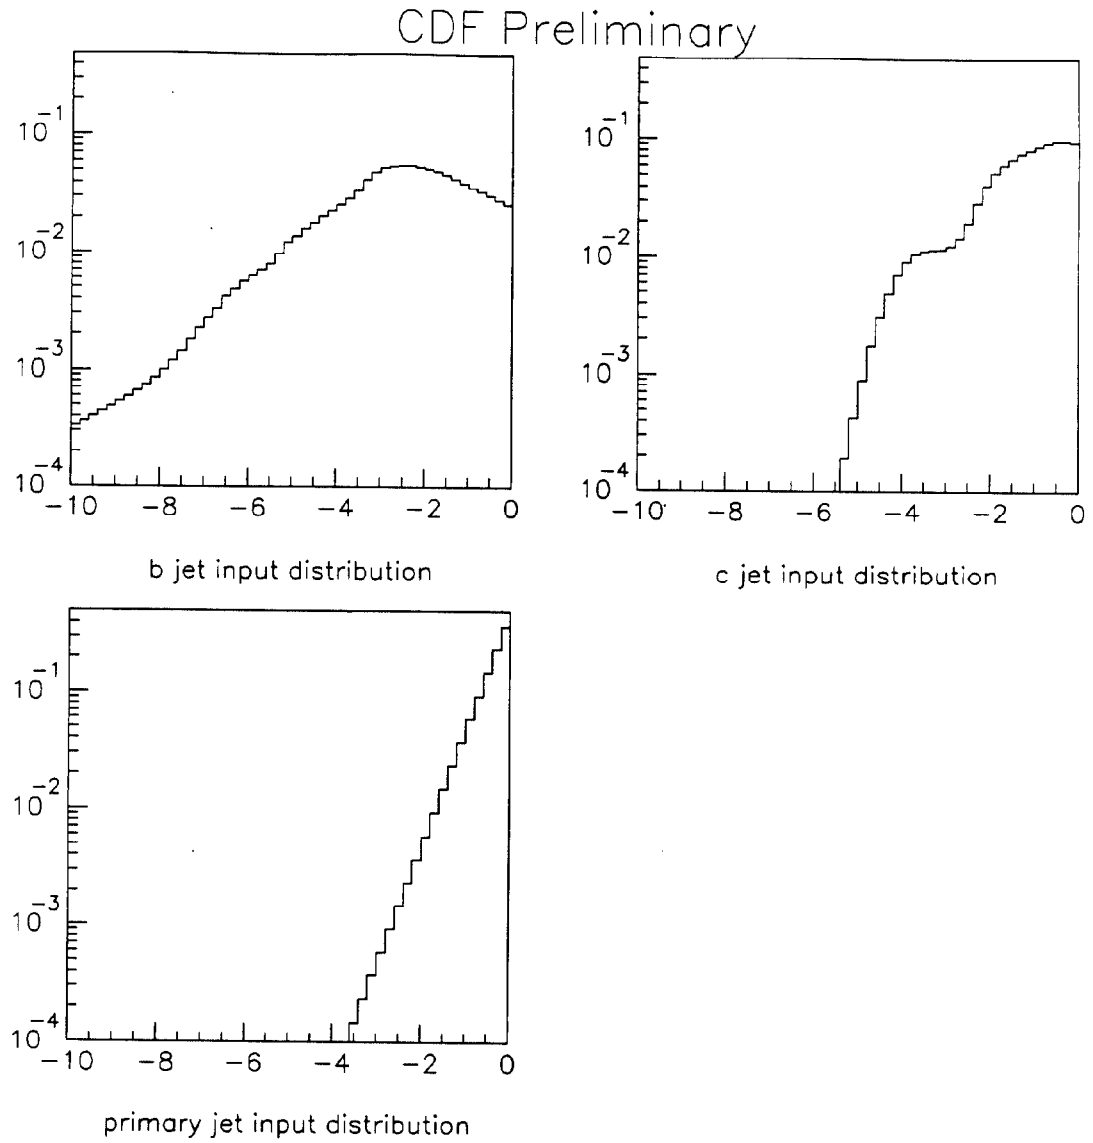 CDF Preliminary
10⁻¹
10⁻²
10⁻³
10⁻⁴
−10 −8 −6 −4 −2 0
b jet input distribution
10⁻¹
10⁻²
10⁻³
10⁻⁴
−10 −8 −6 −4 −2 0
c jet input distribution
10⁻¹
10⁻²
10⁻³
10⁻⁴
−10 −8 −6 −4 −2 0
primary jet input distribution